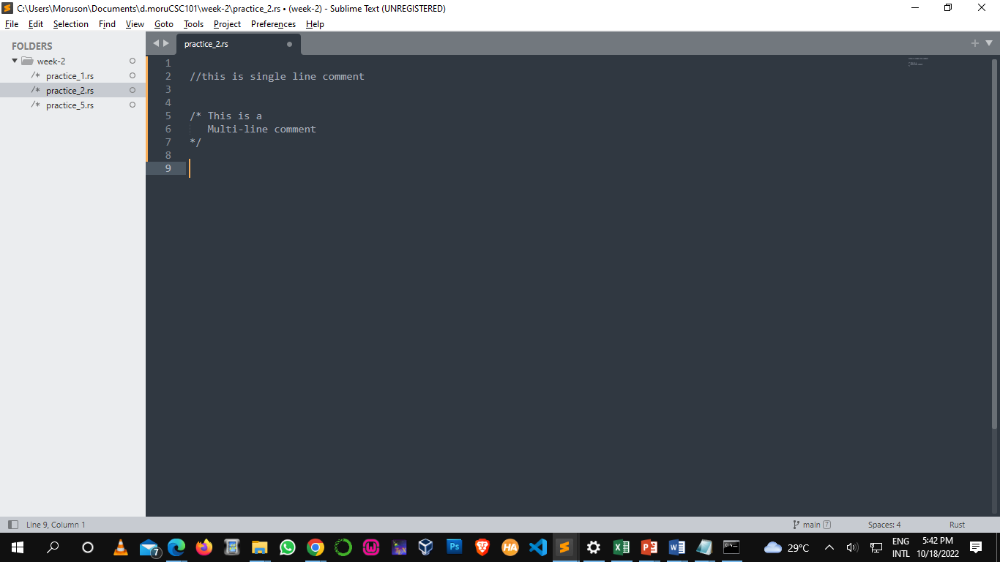 C:\Users\Moruson\Documents\d.moruCSC101\week-2\practice_2.rs • (week-2) - Sublime Text (UNREGISTERED)
File Edit Selection Find View Goto Tools Project Preferences Help
FOLDERS
week-2
/* practice_1.rs
/* practice_2.rs
/* practice_5.rs
practice_2.rs
1
2 //this is single line comment
3
4
5 /* This is a
6 Multi-line comment
7 */
8
9
Line 9, Column 1
main 7
Spaces: 4
Rust
7
Ps
HA
29°C
ENG
INTL
5:42 PM
10/18/2022